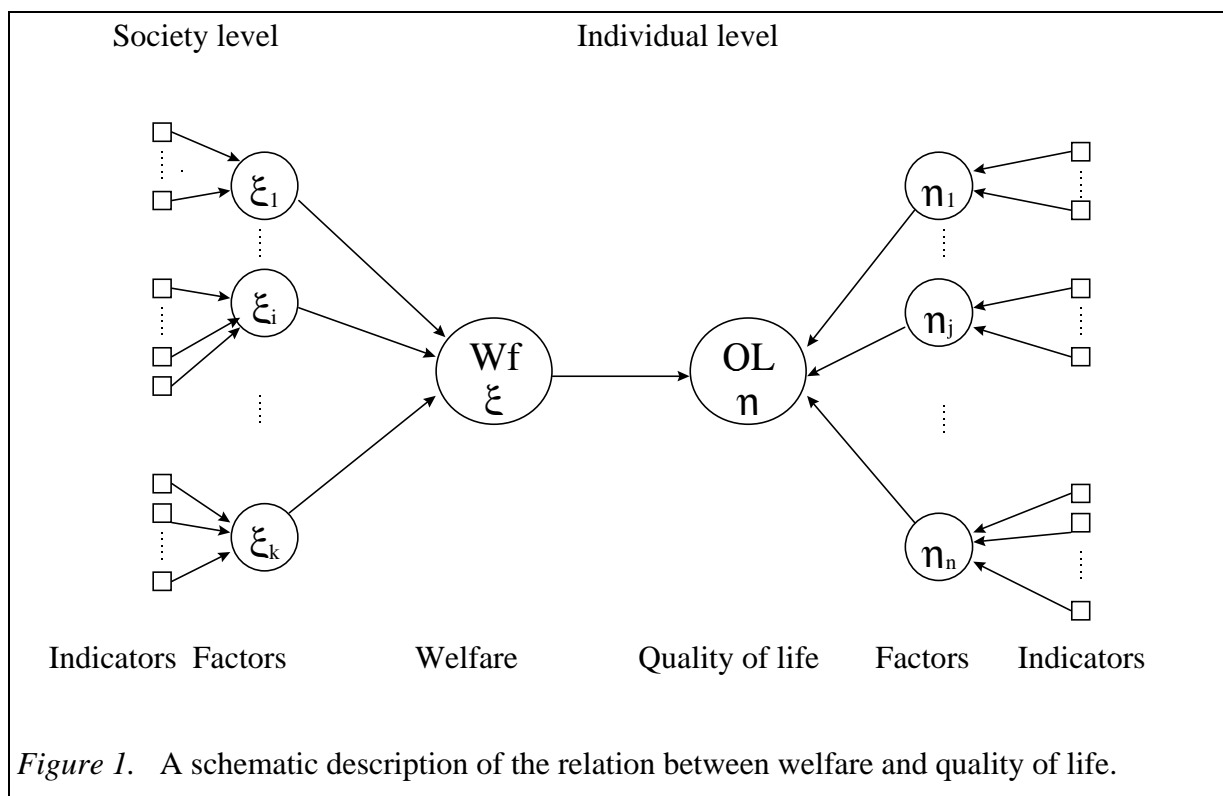 Society level Individual level
ξ1 η1
ξi ηj
Wf OL
ξ η
ξk ηn
Indicators Factors Welfare Quality of life Factors Indicators
Figure 1. A schematic description of the relation between welfare and quality of life.